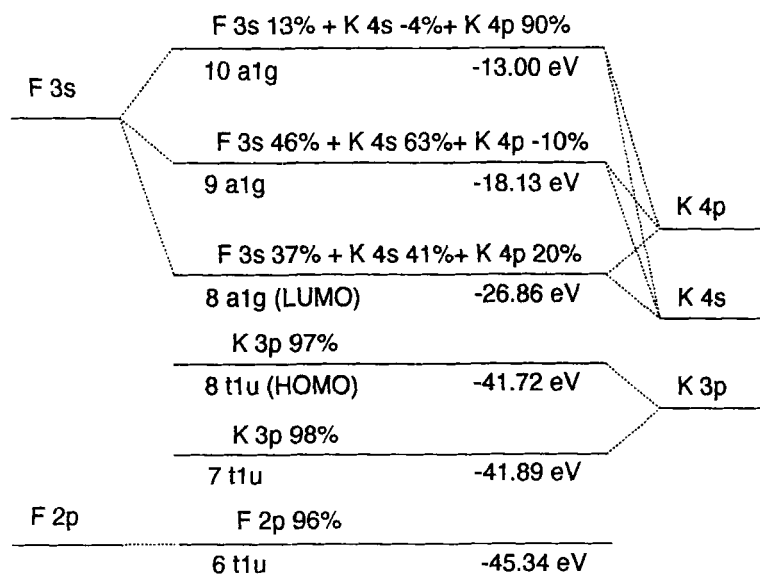 F 3s 13% + K 4s -4%+ K 4p 90%
10 a1g -13.00 eV
F 3s
F 3s 46% + K 4s 63%+ K 4p -10%
9 a1g -18.13 eV
K 4p
F 3s 37% + K 4s 41%+ K 4p 20%
8 a1g (LUMO) -26.86 eV
K 4s
K 3p 97%
8 t1u (HOMO) -41.72 eV
K 3p
K 3p 98%
7 t1u -41.89 eV
F 2p
F 2p 96%
6 t1u -45.34 eV